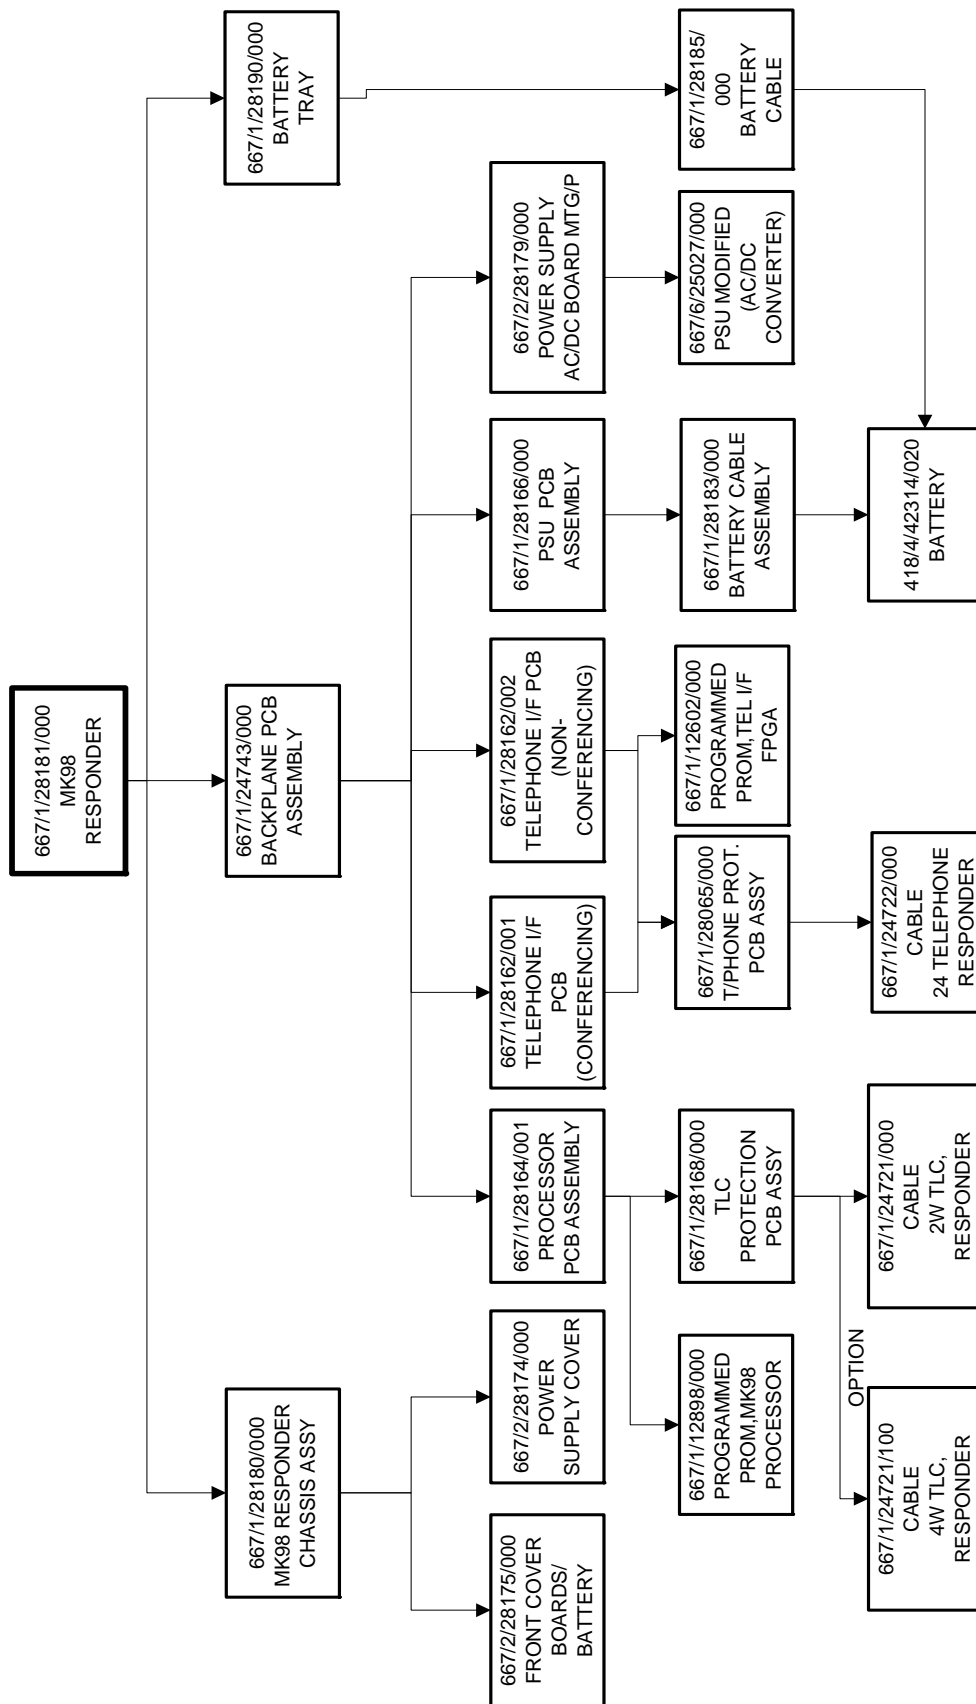 667/1/28181/000
MK98
RESPONDER
667/1/28180/000
MK98 RESPONDER
CHASSIS ASSY
667/1/24743/000
BACKPLANE PCB
ASSEMBLY
667/1/28190/000
BATTERY
TRAY
667/2/28175/000
FRONT COVER
BOARDS/
BATTERY
667/2/28174/000
POWER
SUPPLY COVER
667/1/28164/001
PROCESSOR
PCB ASSEMBLY
667/1/28162/001
TELEPHONE I/F
PCB
(CONFERENCING)
667/1/28162/002
TELEPHONE I/F PCB
(NON-
CONFERENCING)
667/1/28166/000
PSU PCB
ASSEMBLY
667/2/28179/000
POWER SUPPLY
AC/DC BOARD MTG/P
667/1/12898/000
PROGRAMMED
PROM,MK98
PROCESSOR
667/1/28168/000
TLC
PROTECTION
PCB ASSY
667/1/28065/000
T/PHONE PROT.
PCB ASSY
667/1/12602/000
PROGRAMMED
PROM,TEL I/F
FPGA
667/1/28183/000
BATTERY CABLE
ASSEMBLY
667/6/25027/000
PSU MODIFIED
(AC/DC
CONVERTER)
667/1/28185/
000
BATTERY
CABLE
OPTION
667/1/24721/100
CABLE
4W TLC,
RESPONDER
667/1/24721/000
CABLE
2W TLC,
RESPONDER
667/1/24722/000
CABLE
24 TELEPHONE
RESPONDER
418/4/42314/020
BATTERY